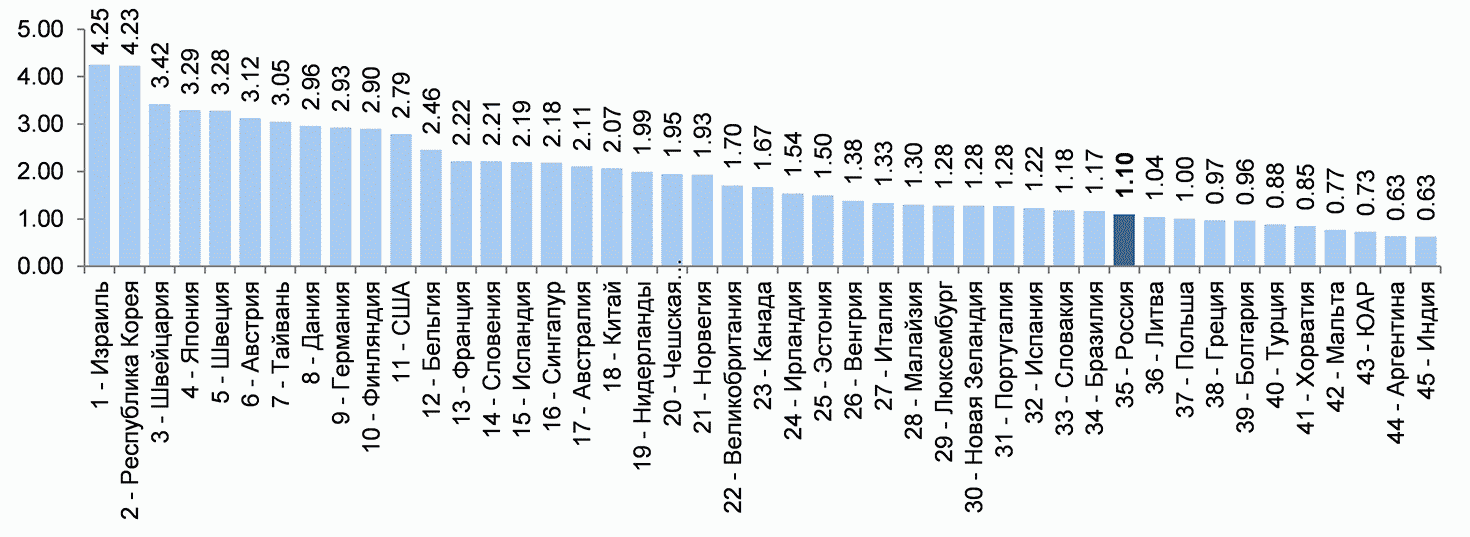 5.00
4.00
3.00
2.00
1.00
0.00
4.25
4.23
3.42
3.29
3.28
3.12
3.05
2.96
2.93
2.90
2.79
2.46
2.22
2.21
2.19
2.18
2.11
2.07
1.99
1.95
1.93
1.70
1.67
1.54
1.50
1.38
1.33
1.30
1.28
1.28
1.28
1.22
1.18
1.17
1.10
1.04
1.00
0.97
0.96
0.88
0.85
0.77
0.73
0.63
0.63
1 - Израиль
2 - Республика Корея
3 - Швейцария
4 - Япония
5 - Швеция
6 - Австрия
7 - Тайвань
8 - Дания
9 - Германия
10 - Финляндия
11 - США
12 - Бельгия
13 - Франция
14 - Словения
15 - Исландия
16 - Сингапур
17 - Австралия
18 - Китай
19 - Нидерланды
20 - Чешская…
21 - Норвегия
22 - Великобритания
23 - Канада
24 - Ирландия
25 - Эстония
26 - Венгрия
27 - Италия
28 - Малайзия
29 - Люксембург
30 - Новая Зеландия
31 - Португалия
32 - Испания
33 - Словакия
34 - Бразилия
35 - Россия
36 - Литва
37 - Польша
38 - Греция
39 - Болгария
40 - Турция
41 - Хорватия
42 - Мальта
43 - ЮАР
44 - Аргентина
45 - Индия